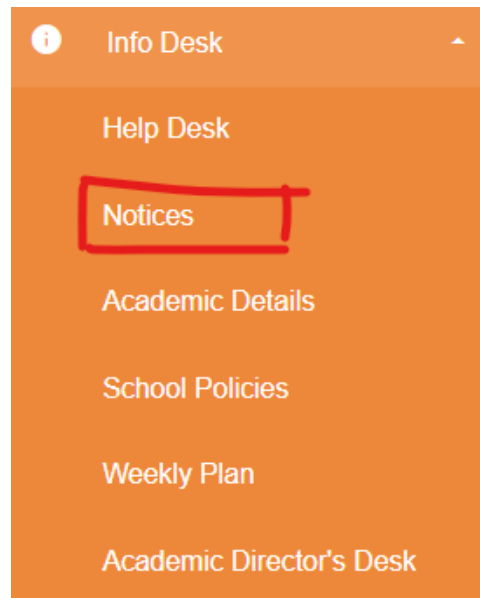 Info Desk
Help Desk
Notices
Academic Details
School Policies
Weekly Plan
Academic Director's Desk